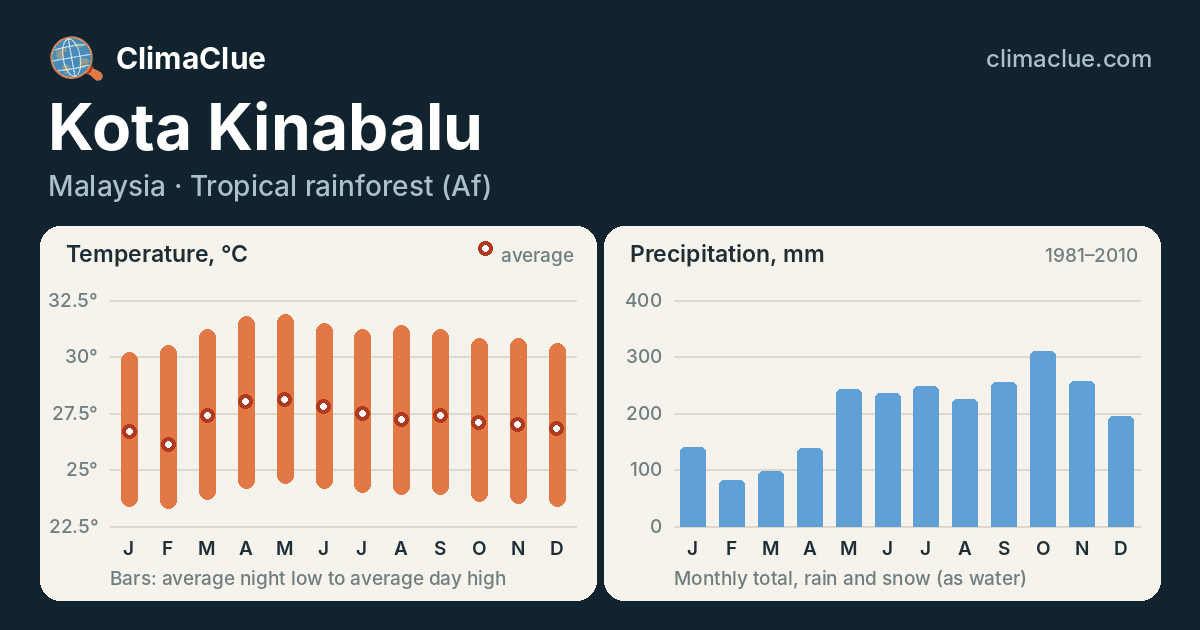 ClimaClue
climaclue.com
Kota Kinabalu
Malaysia · Tropical rainforest (Af)
Temperature, °C
average
32.5°
30°
27.5°
25°
22.5°
J F M A M J J A S O N D
Bars: average night low to average day high
Precipitation, mm
1981–2010
400
300
200
100
0
J F M A M J J A S O N D
Monthly total, rain and snow (as water)